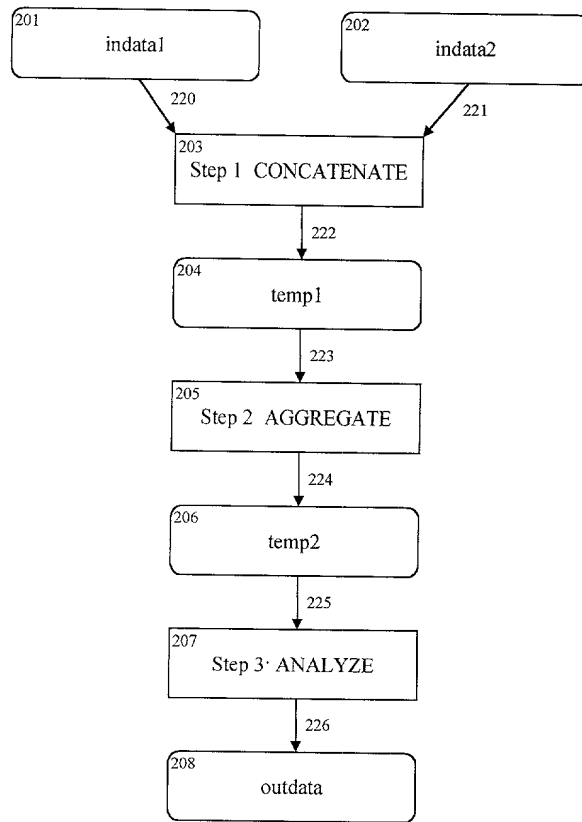 201
indata1
202
indata2
220
221
203
Step 1 CONCATENATE
222
204
temp1
223
205
Step 2 AGGREGATE
224
206
temp2
225
207
Step 3· ANALYZE
226
208
outdata